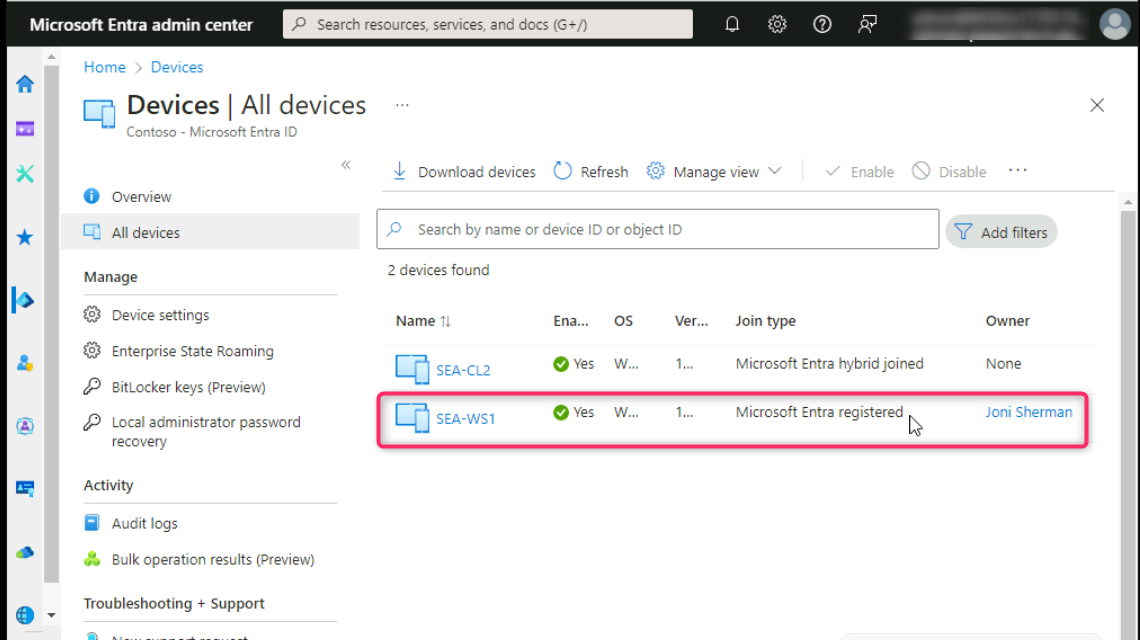 Microsoft Entra admin center
Search resources, services, and docs (G+/)
Home > Devices
Devices | All devices ...
Contoso - Microsoft Entra ID
«
Overview
All devices
Manage
Device settings
Enterprise State Roaming
BitLocker keys (Preview)
Local administrator password
recovery
Activity
Audit logs
Bulk operation results (Preview)
Troubleshooting + Support
New support request
Download devices Refresh Manage view Enable Disable ...
Search by name or device ID or object ID
Add filters
2 devices found
Name ↑↓ Ena... OS Ver... Join type Owner
SEA-CL2 Yes W... 1... Microsoft Entra hybrid joined None
SEA-WS1 Yes W... 1... Microsoft Entra registered Joni Sherman